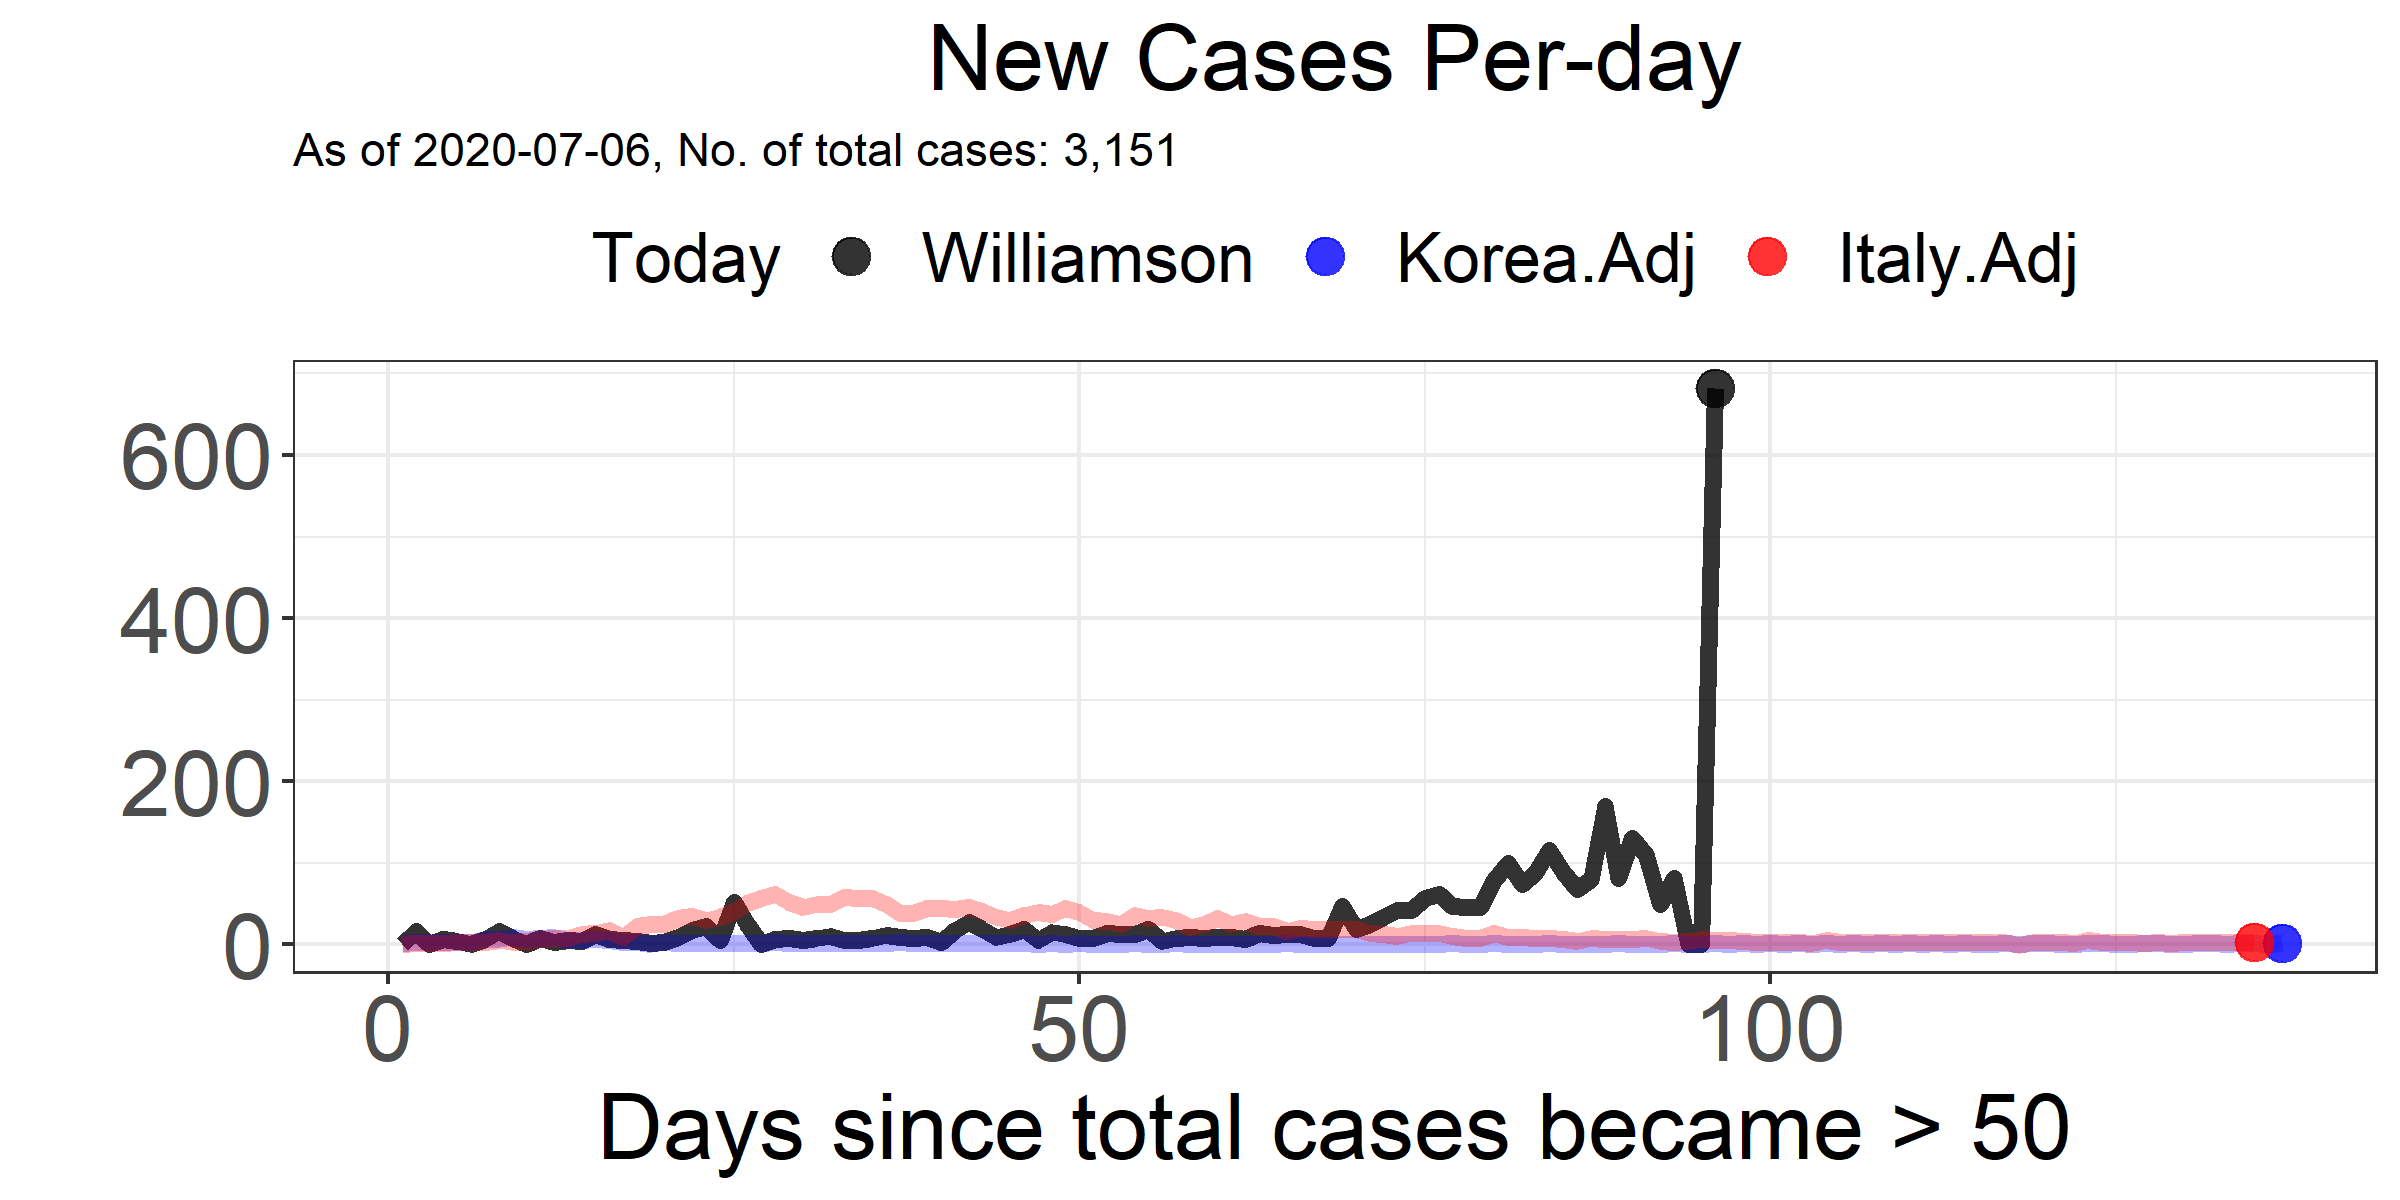 New Cases Per-day
As of 2020-07-06, No. of total cases: 3,151
Today Williamson Korea.Adj Italy.Adj
600
400
200
0
0 50 100
Days since total cases became > 50